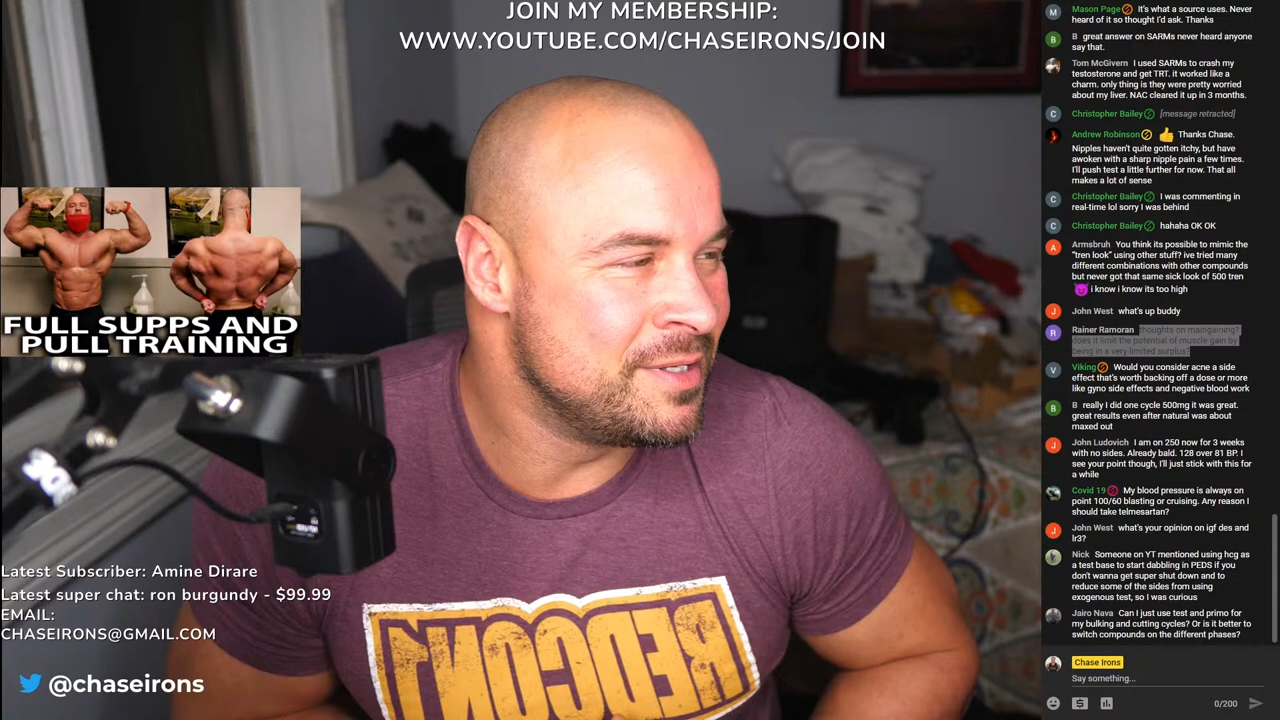 JOIN MY MEMBERSHIP:
WWW.YOUTUBE.COM/CHASEIRONS/JOIN
FULL SUPPS AND
PULL TRAINING
Latest Subscriber: Amine Dirare
Latest super chat: ron burgundy - $99.99
EMAIL:
CHASEIRONS@GMAIL.COM
@chaseirons
REDCON1
M Mason Page It's what a source uses. Never
heard of it so thought I'd ask. Thanks
B B great answer on SARMs never heard anyone
say that.
Tom McGivern I used SARMs to crash my
testosterone and get TRT. it worked like a
charm. only thing is they were pretty worried
about my liver. NAC cleared it up in 3 months.
C Christopher Bailey [message retracted]
Andrew Robinson 👍 Thanks Chase.
Nipples haven't quite gotten itchy, but have
awoken with a sharp nipple pain a few times.
I'll push test a little further for now. That all
makes a lot of sense
C Christopher Bailey I was commenting in
real-time lol sorry I was behind
C Christopher Bailey hahaha OK OK
A Armsbruh You think its possible to mimic the
"tren look" using other stuff? ive tried many
different combinations with other compounds
but never got that same sick look of 500 tren
😈 i know i know its too high
J John West what's up buddy
R Rainer Ramoran thoughts on maingaining?
does it limit the potential of muscle gain by
being in a very limited surplus?
V Viking Would you consider acne a side
effect that's worth backing off a dose or more
like gyno side effects and negative blood work
B B really I did one cycle 500mg it was great.
great results even after natural was about
maxed out
J John Ludovich I am on 250 now for 3 weeks
with no sides. Already bald. 128 over 81 BP. I
see your point though, I'll just stick with this for
a while
Covid 19 My blood pressure is always on
point 100/60 blasting or cruising. Any reason I
should take telmesartan?
J John West what's your opinion on igf des and
lr3?
Nick Someone on YT mentioned using hcg as
a test base to start dabbling in PEDS if you
don't wanna get super shut down and to
reduce some of the sides from using
exogenous test, so I was curious
Jairo Nava Can I just use test and primo for
my bulking and cutting cycles? Or is it better to
switch compounds on the different phases?
Chase Irons
Say something...
0/200